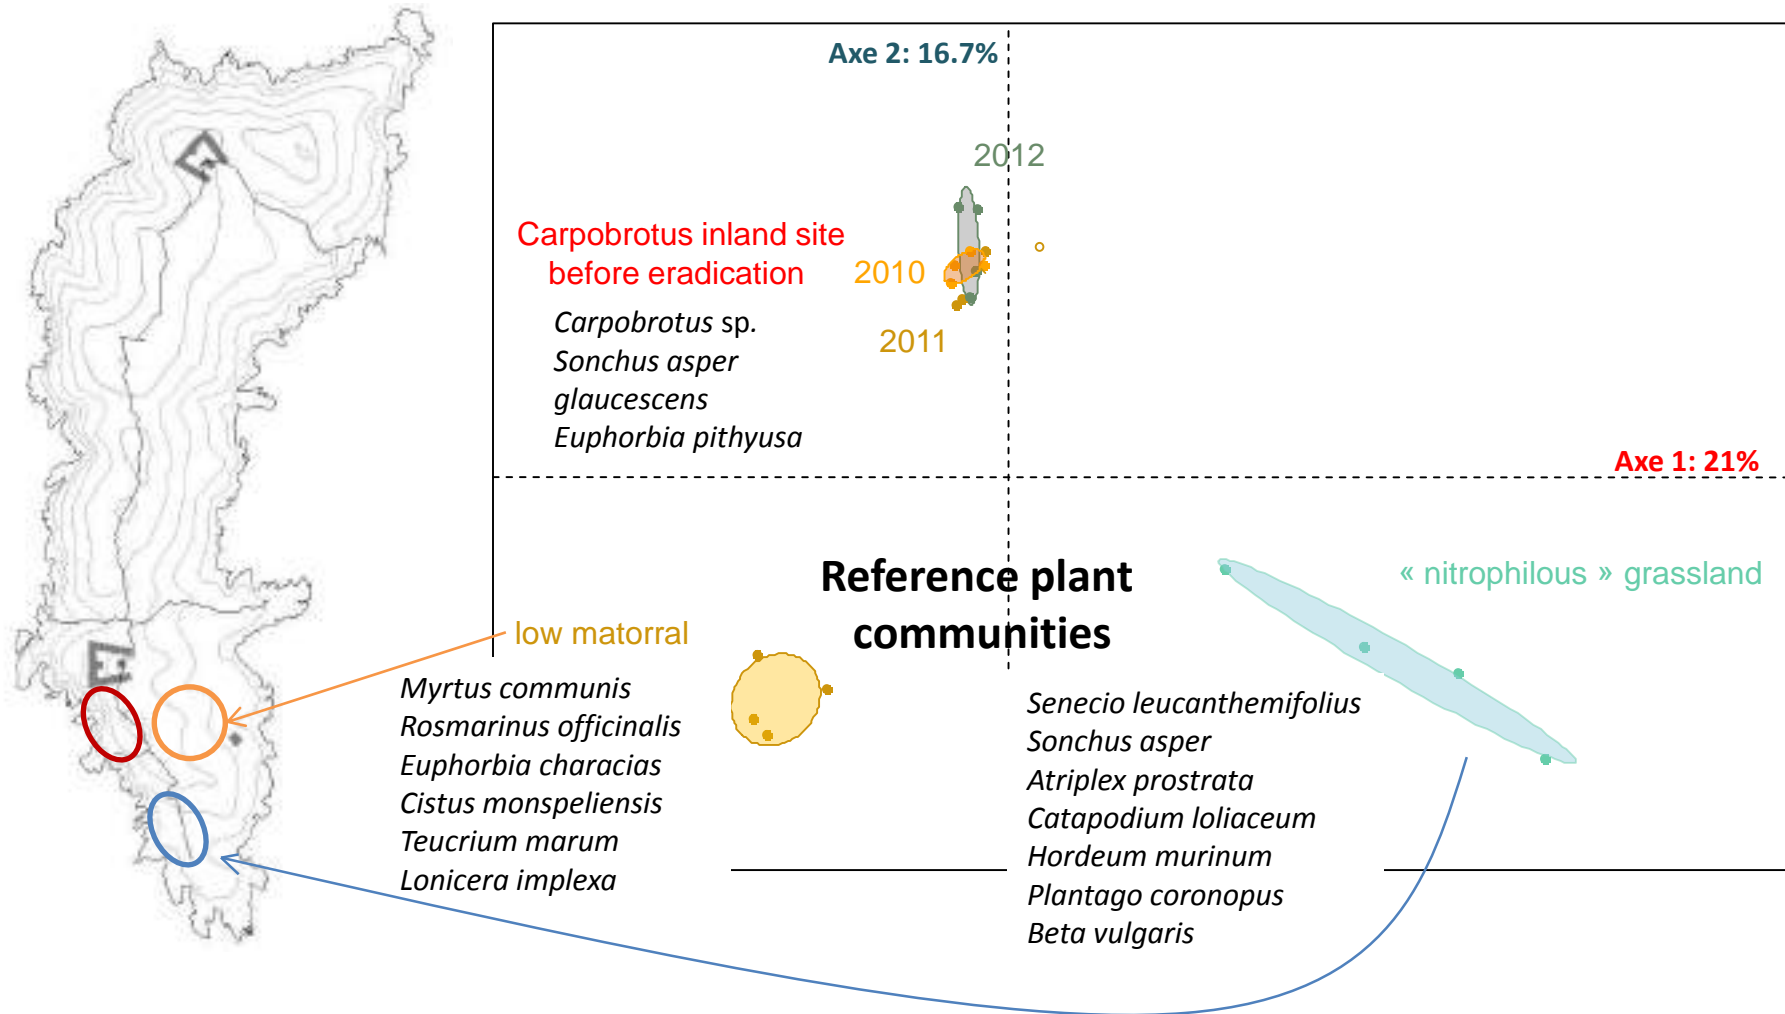 Axe 2: 16.7%
2012
Carpobrotus inland site
before eradication
2010
2011
Carpobrotus sp.
Sonchus asper
glaucescens
Euphorbia pithyusa
Axe 1: 21%
Reference plant
communities
« nitrophilous » grassland
low matorral
Myrtus communis
Rosmarinus officinalis
Euphorbia characias
Cistus monspeliensis
Teucrium marum
Lonicera implexa
Senecio leucanthemifolius
Sonchus asper
Atriplex prostrata
Catapodium loliaceum
Hordeum murinum
Plantago coronopus
Beta vulgaris